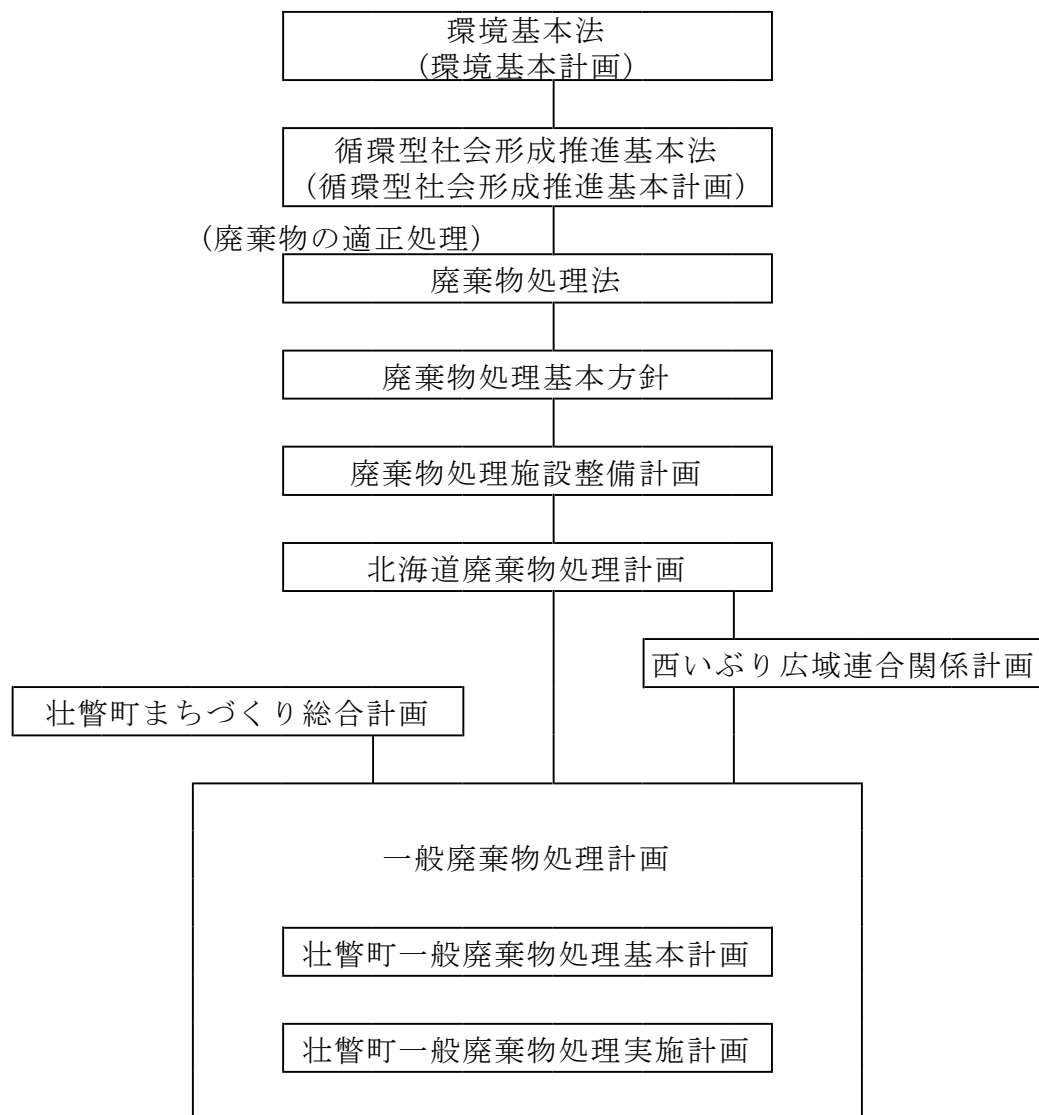 環境基本法
(環境基本計画)
循環型社会形成推進基本法
(循環型社会形成推進基本計画)
(廃棄物の適正処理)
廃棄物処理法
廃棄物処理基本方針
廃棄物処理施設整備計画
北海道廃棄物処理計画
西いぶり広域連合関係計画
壮瞥町まちづくり総合計画
一般廃棄物処理計画
壮瞥町一般廃棄物処理基本計画
壮瞥町一般廃棄物処理実施計画